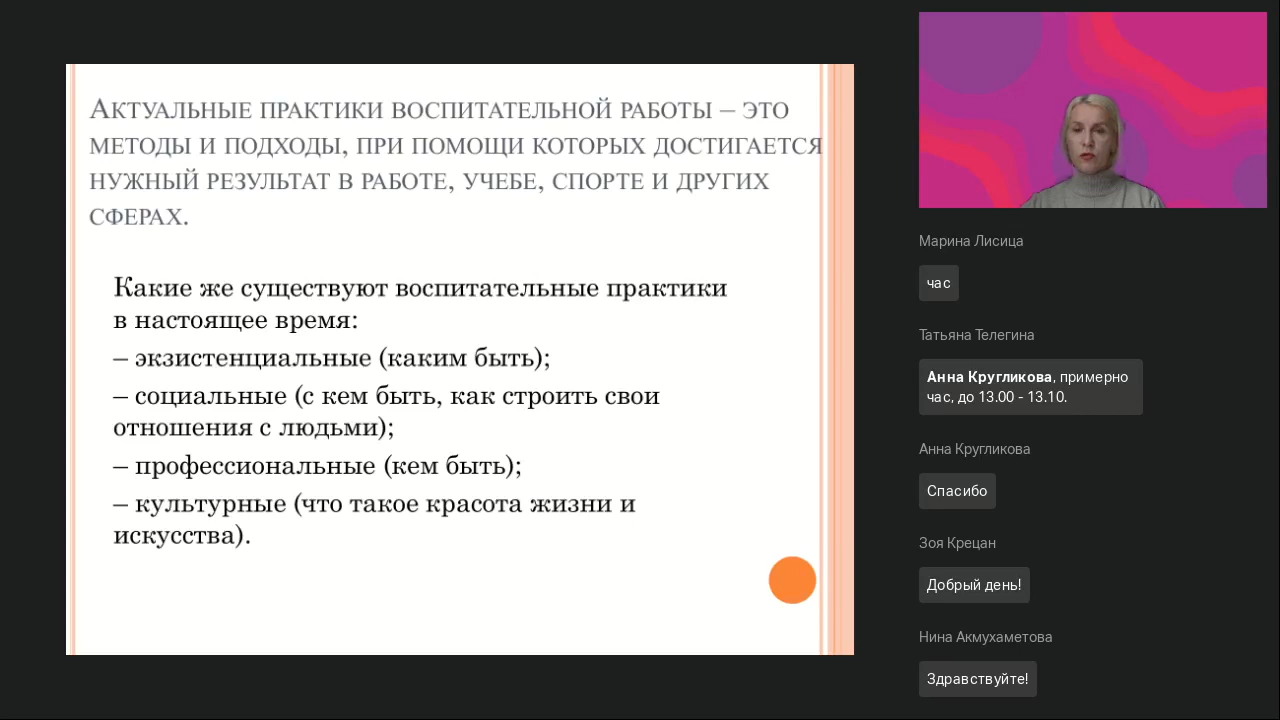 Актуальные практики воспитательной работы – это
методы и подходы, при помощи которых достигается
нужный результат в работе, учебе, спорте и других
сферах.
Какие же существуют воспитательные практики
в настоящее время:
– экзистенциальные (каким быть);
– социальные (с кем быть, как строить свои
отношения с людьми);
– профессиональные (кем быть);
– культурные (что такое красота жизни и
искусства).
Марина Лисица
час
Татьяна Телегина
Анна Кругликова, примерно
час, до 13.00 - 13.10.
Анна Кругликова
Спасибо
Зоя Крецан
Добрый день!
Нина Акмухаметова
Здравствуйте!